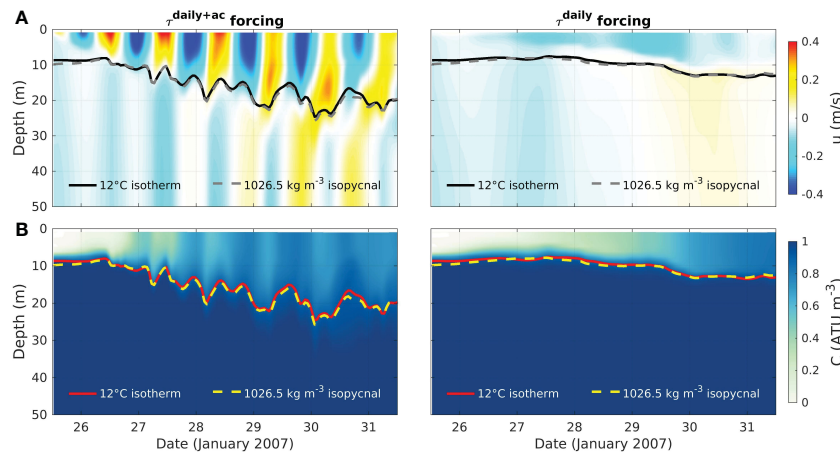 A
τdaily+ac forcing
τdaily forcing
0
10
20
30
40
50
Depth (m)
12°C isotherm
1026.5 kg m-3 isopycnal
12°C isotherm
1026.5 kg m-3 isopycnal
0.4
0.2
0
-0.2
-0.4
u (m/s)
B
0
10
20
30
40
50
Depth (m)
12°C isotherm
1026.5 kg m-3 isopycnal
12°C isotherm
1026.5 kg m-3 isopycnal
1
0.8
0.6
0.4
0.2
0
C (ATU m-3)
26 27 28 29 30 31
26 27 28 29 30 31
Date (January 2007)
Date (January 2007)